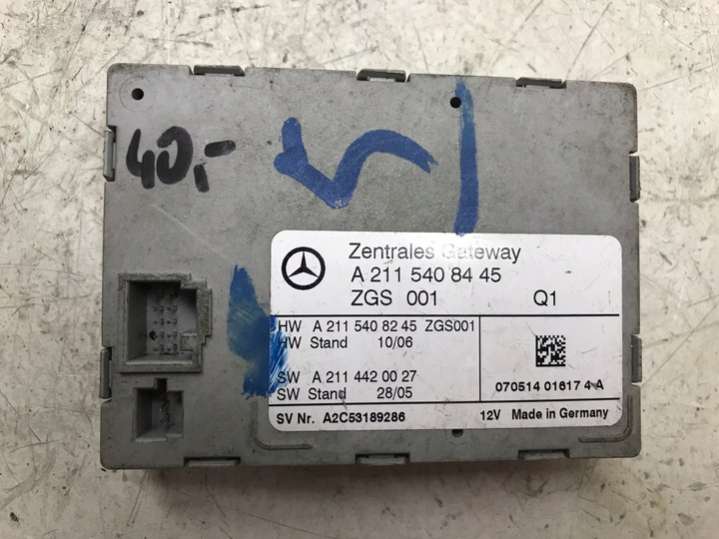 40,-
Zentrales Gateway
A 211 540 84 45
ZGS 001 Q1
HW A 211 540 82 45 ZGS001
HW Stand 10/06
SW A 211 442 00 27
SW Stand 28/05
070514 01617 4 A
SV Nr. A2C53189286 12V Made in Germany